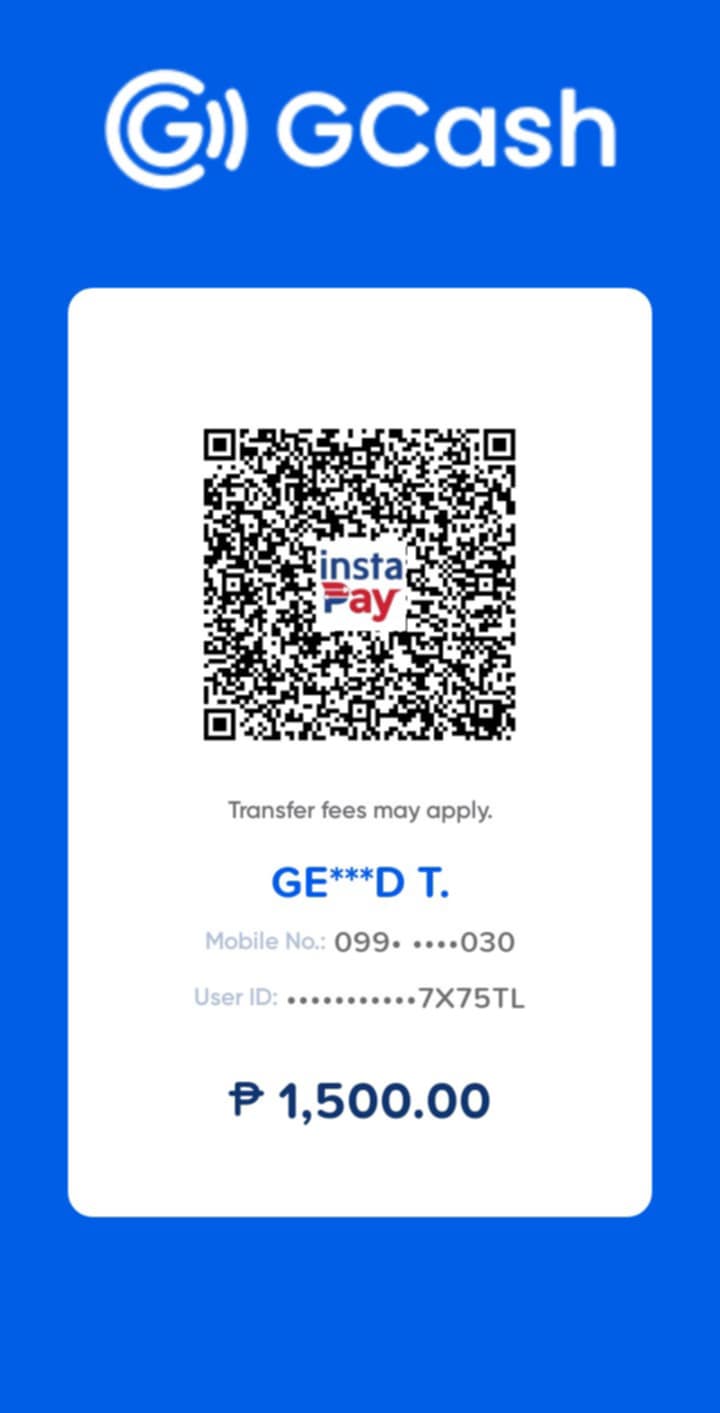 GCash
insta
Pay
Transfer fees may apply.
GE***D T.
Mobile No.: 099• ••••030
User ID: •••••••••••7X75TL
₱ 1,500.00